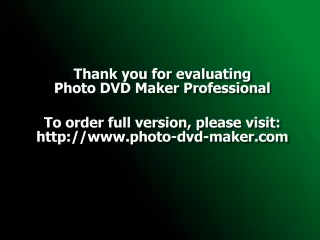 Thank you for evaluating
Photo DVD Maker Professional
To order full version, please visit:
http://www.photo-dvd-maker.com